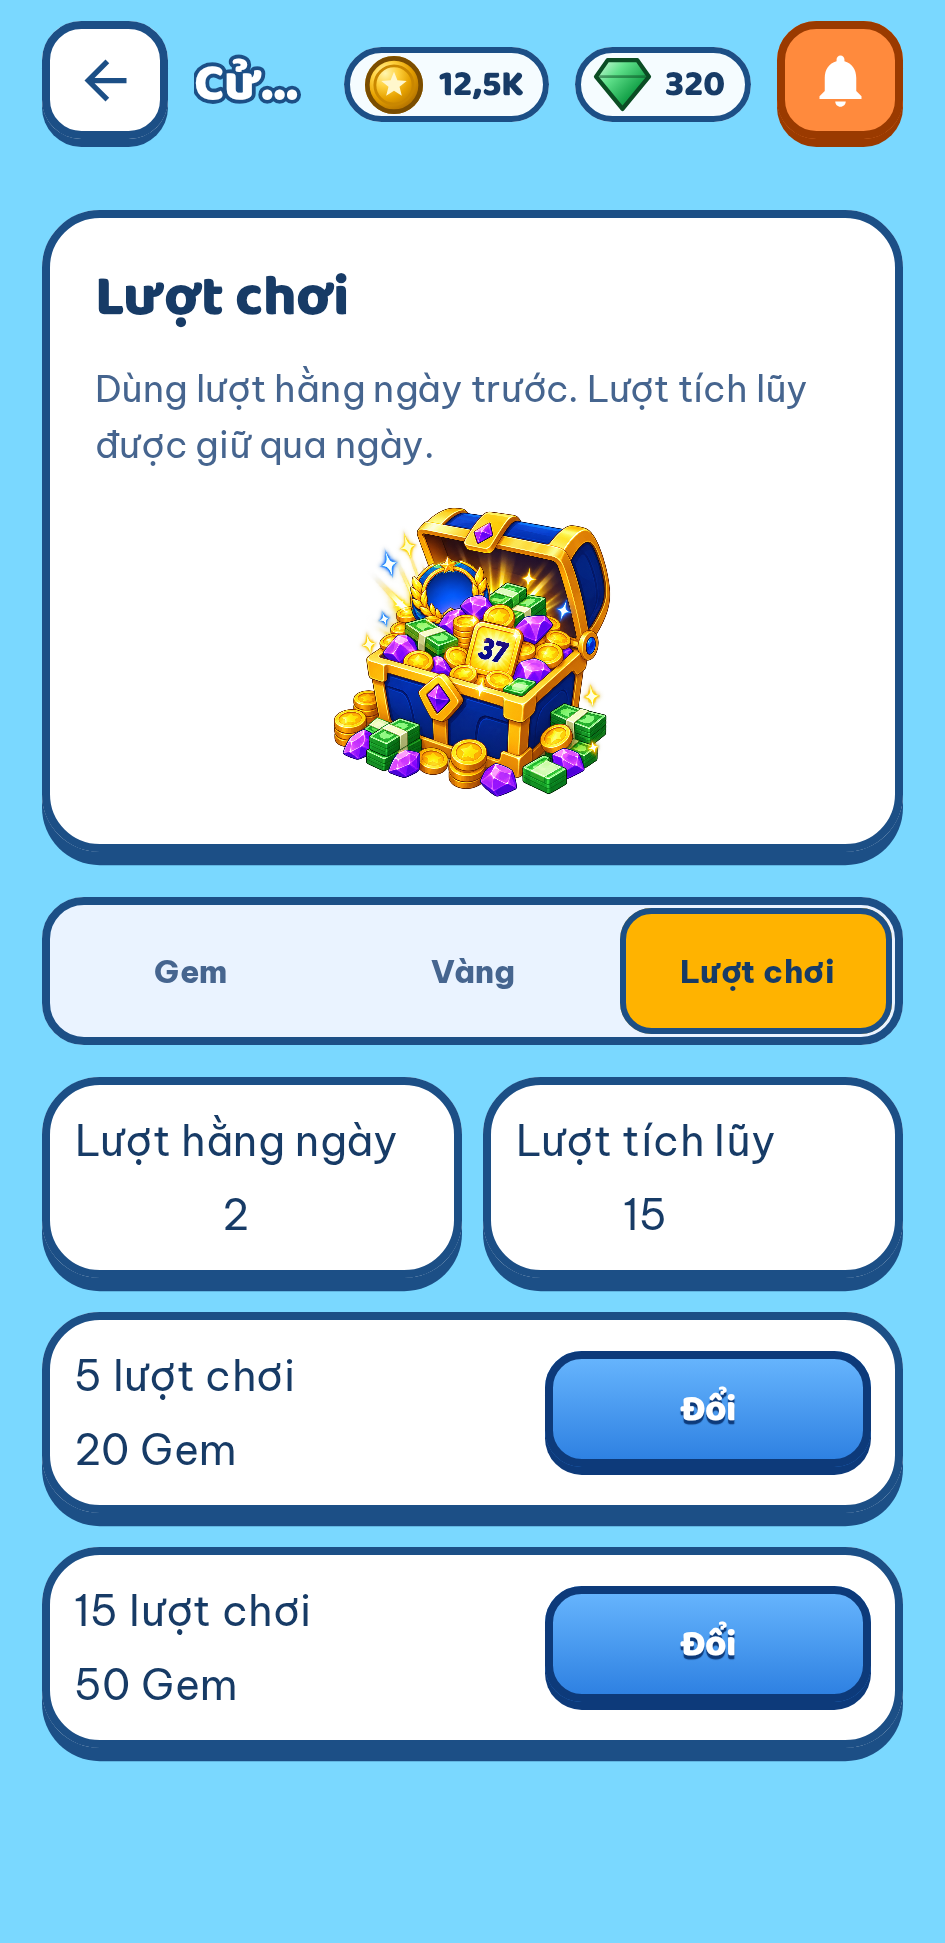 Cử...
12,5K
320
Lượt chơi
Dùng lượt hằng ngày trước. Lượt tích lũy
được giữ qua ngày.
37
Gem
Vàng
Lượt chơi
Lượt hằng ngày
2
Lượt tích lũy
15
5 lượt chơi
20 Gem
Đổi
15 lượt chơi
50 Gem
Đổi